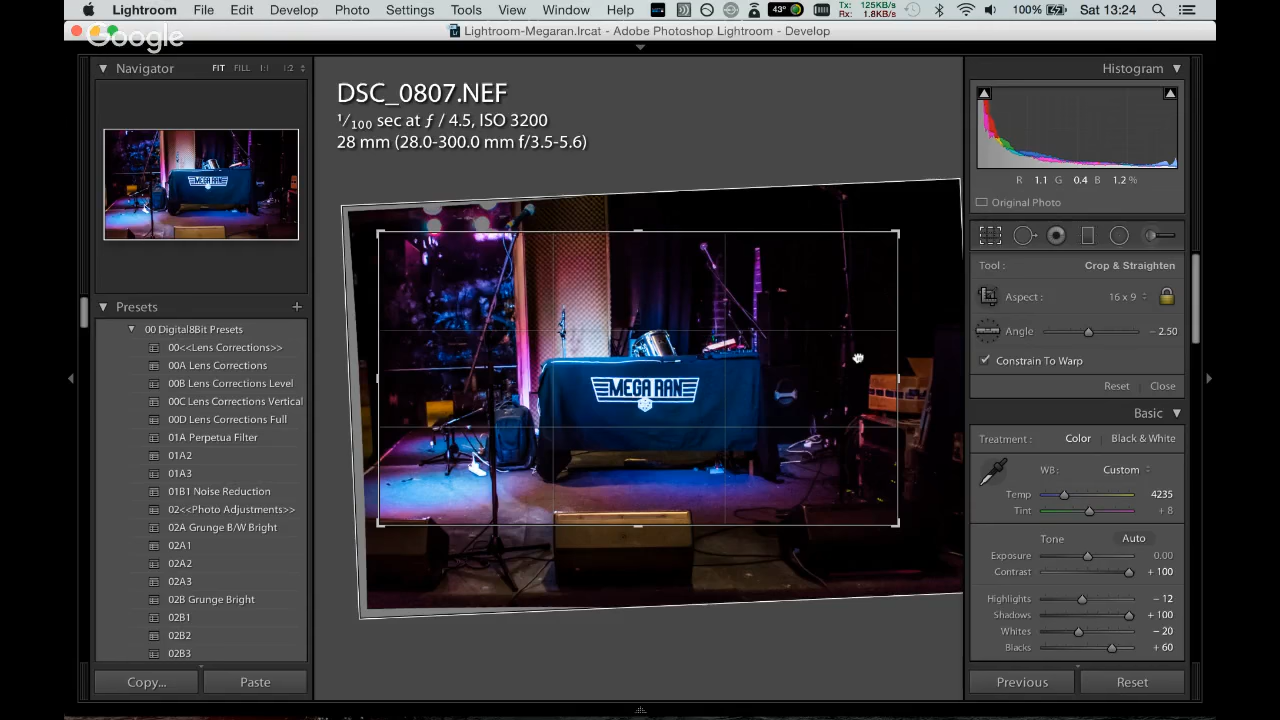 Lightroom File Edit Develop Photo Settings Tools View Window Help 43° Tx: 125KB/s Rx: 1.8KB/s 100% Sat 13:24
Google
Lightroom-Megaran.lrcat - Adobe Photoshop Lightroom - Develop
Navigator FIT FILL 1:1 1:2
MEGA RAN
Presets +
00 Digital8Bit Presets
00<<Lens Corrections>>
00A Lens Corrections
00B Lens Corrections Level
00C Lens Corrections Vertical
00D Lens Corrections Full
01A Perpetua Filter
01A2
01A3
01B1 Noise Reduction
02<<Photo Adjustments>>
02A Grunge B/W Bright
02A1
02A2
02A3
02B Grunge Bright
02B1
02B2
02B3
Copy... Paste
DSC_0807.NEF
1/100 sec at ƒ / 4.5, ISO 3200
28 mm (28.0-300.0 mm f/3.5-5.6)
MEGA RAN
Histogram
R 1.1 G 0.4 B 1.2 %
Original Photo
Tool : Crop & Straighten
Aspect : 16 x 9
Angle - 2.50
Constrain To Warp
Reset Close
Basic
Treatment : Color Black & White
WB : Custom
Temp 4235
Tint + 8
Tone Auto
Exposure 0.00
Contrast + 100
Highlights - 12
Shadows + 100
Whites - 20
Blacks + 60
Previous Reset